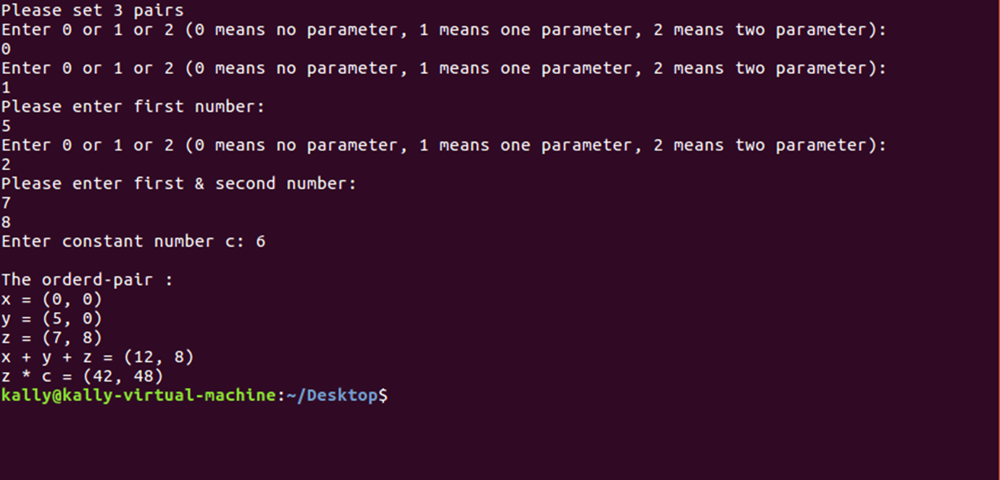 Please set 3 pairs
Enter 0 or 1 or 2 (0 means no parameter, 1 means one parameter, 2 means two parameter):
0
Enter 0 or 1 or 2 (0 means no parameter, 1 means one parameter, 2 means two parameter):
1
Please enter first number:
5
Enter 0 or 1 or 2 (0 means no parameter, 1 means one parameter, 2 means two parameter):
2
Please enter first & second number:
7
8
Enter constant number c: 6
The orderd-pair :
x = (0, 0)
y = (5, 0)
z = (7, 8)
x + y + z = (12, 8)
z * c = (42, 48)
kally@kally-virtual-machine:~/Desktop$